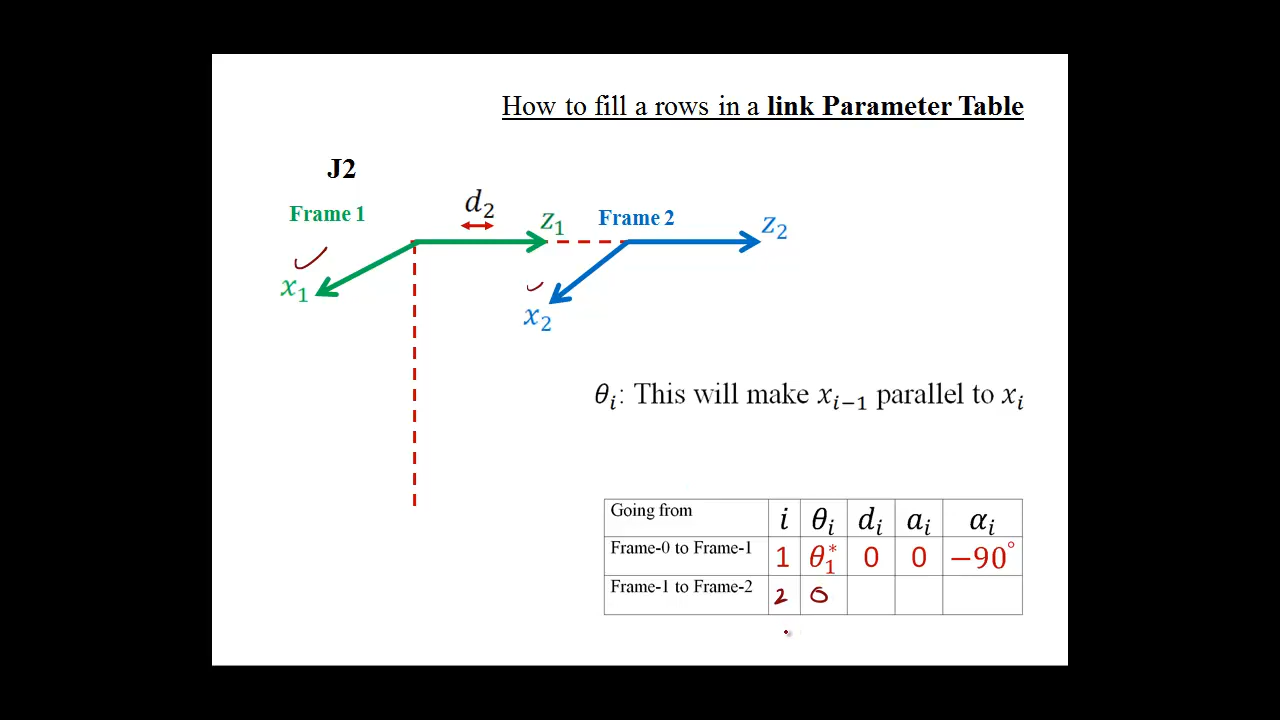 How to fill a rows in a link Parameter Table
J2
Frame 1
d₂
z₁
Frame 2
z₂
x₁
x₂
θᵢ: This will make xᵢ₋₁ parallel to xᵢ
Going from i θᵢ dᵢ aᵢ αᵢ
Frame-0 to Frame-1 1 θ₁* 0 0 −90°
Frame-1 to Frame-2 2 0